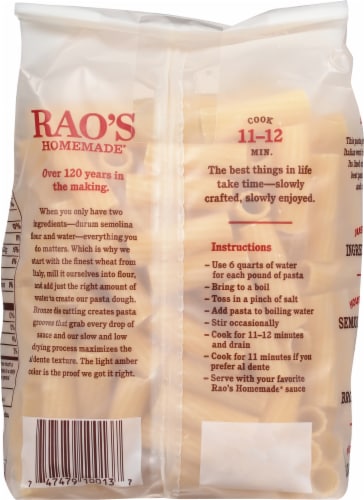 RAO'S
HOMEMADE®
Over 120 years in
the making.
When you only have two
ingredients—durum semolina
flour and water—everything you
do matters. Which is why we
start with the finest wheat from
Italy, mill it ourselves into flour,
and add just the right amount of
water to create our pasta dough.
Bronze die cutting creates pasta
grooves that grab every drop of
sauce and our slow and low
drying process maximizes the
al dente texture. The light amber
color is the proof we got it right.
7 47479 19013 7
COOK
11–12
MIN.
The best things in life
take time—slowly
crafted, slowly enjoyed.
Instructions
- Use 6 quarts of water
for each pound of pasta
- Bring to a boil
- Toss in a pinch of salt
- Add pasta to boiling water
- Stir occasionally
- Cook for 11–12 minutes
and drain
- Cook for 11 minutes if you
prefer al dente
- Serve with your favorite
Rao's Homemade® sauce